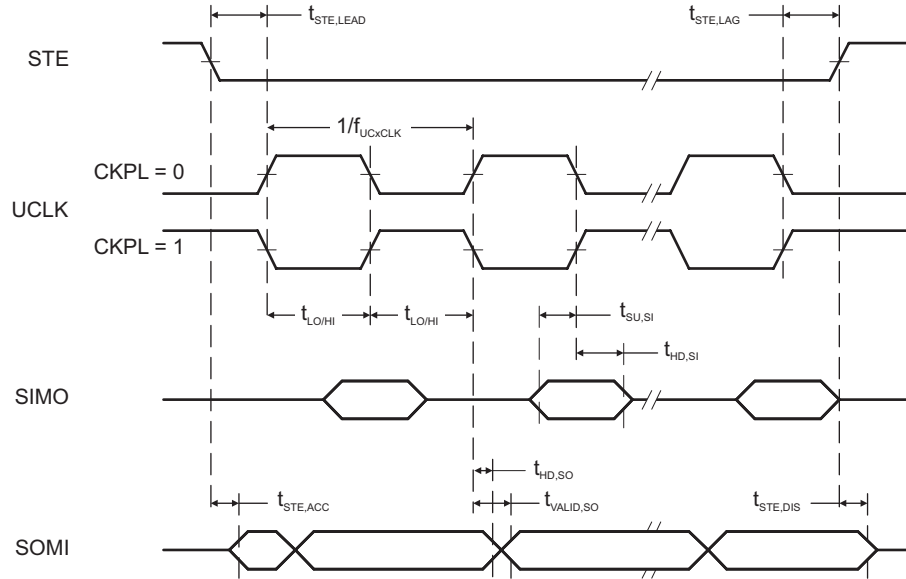 tSTE,LEAD
tSTE,LAG
STE
1/fUCxCLK
CKPL = 0
UCLK
CKPL = 1
tLO/HI
tLO/HI
tSU,SI
tHD,SI
SIMO
tHD,SO
tSTE,ACC
tVALID,SO
tSTE,DIS
SOMI